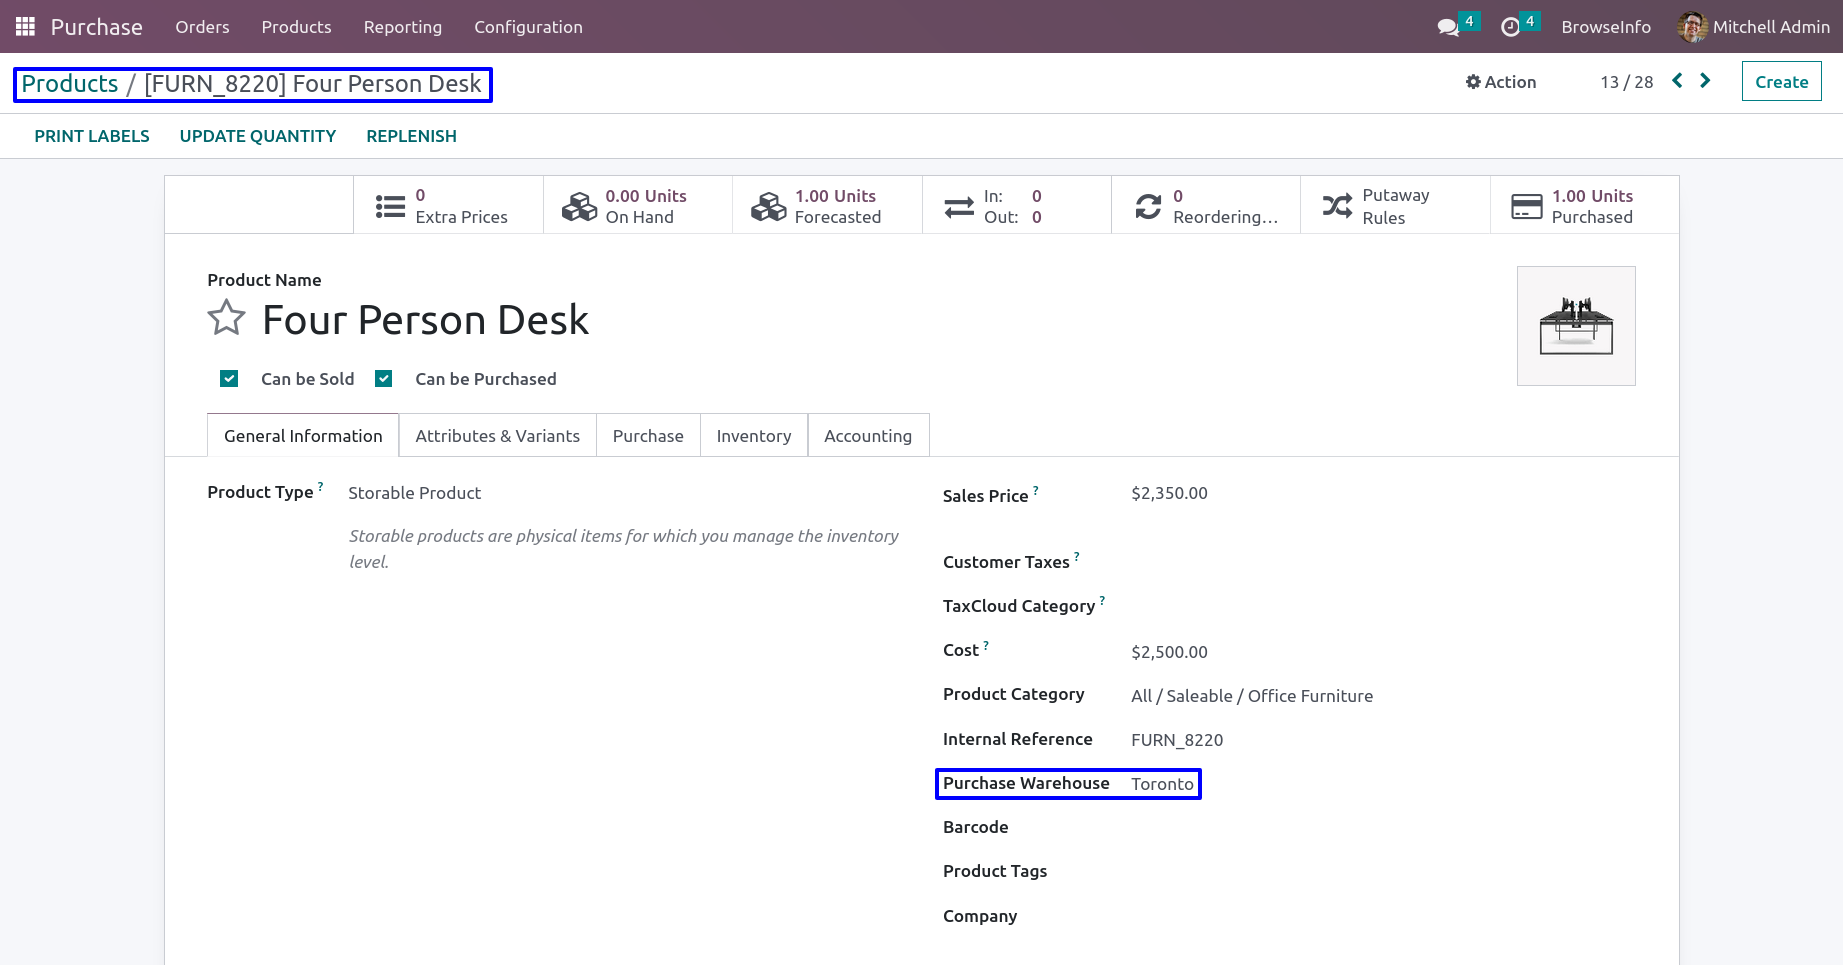 Purchase Orders Products Reporting Configuration 4 4 BrowseInfo Mitchell Admin
Products / [FURN_8220] Four Person Desk Action 13 / 28 Create
PRINT LABELS UPDATE QUANTITY REPLENISH
0
Extra Prices
0.00 Units
On Hand
1.00 Units
Forecasted
In: 0
Out: 0
0
Reordering...
Putaway
Rules
1.00 Units
Purchased
Product Name
Four Person Desk
Can be Sold Can be Purchased
General Information Attributes & Variants Purchase Inventory Accounting
Product Type ? Storable Product
Storable products are physical items for which you manage the inventory
level.
Sales Price ? $2,350.00
Customer Taxes ?
TaxCloud Category ?
Cost ? $2,500.00
Product Category All / Saleable / Office Furniture
Internal Reference FURN_8220
Purchase Warehouse Toronto
Barcode
Product Tags
Company